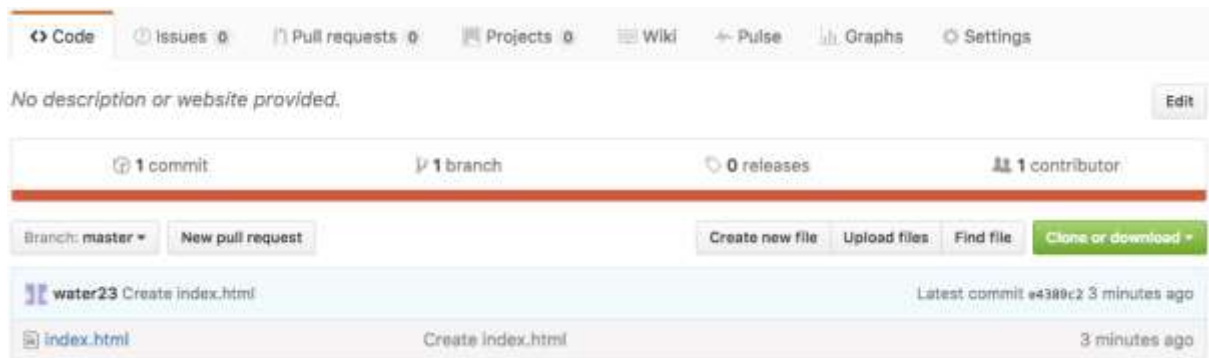 <> Code Issues 0 Pull requests 0 Projects 0 Wiki Pulse Graphs Settings
No description or website provided. Edit
1 commit 1 branch 0 releases 1 contributor
Branch: master New pull request Create new file Upload files Find file Clone or download
water23 Create index.html Latest commit e4389c2 3 minutes ago
index.html Create index.html 3 minutes ago